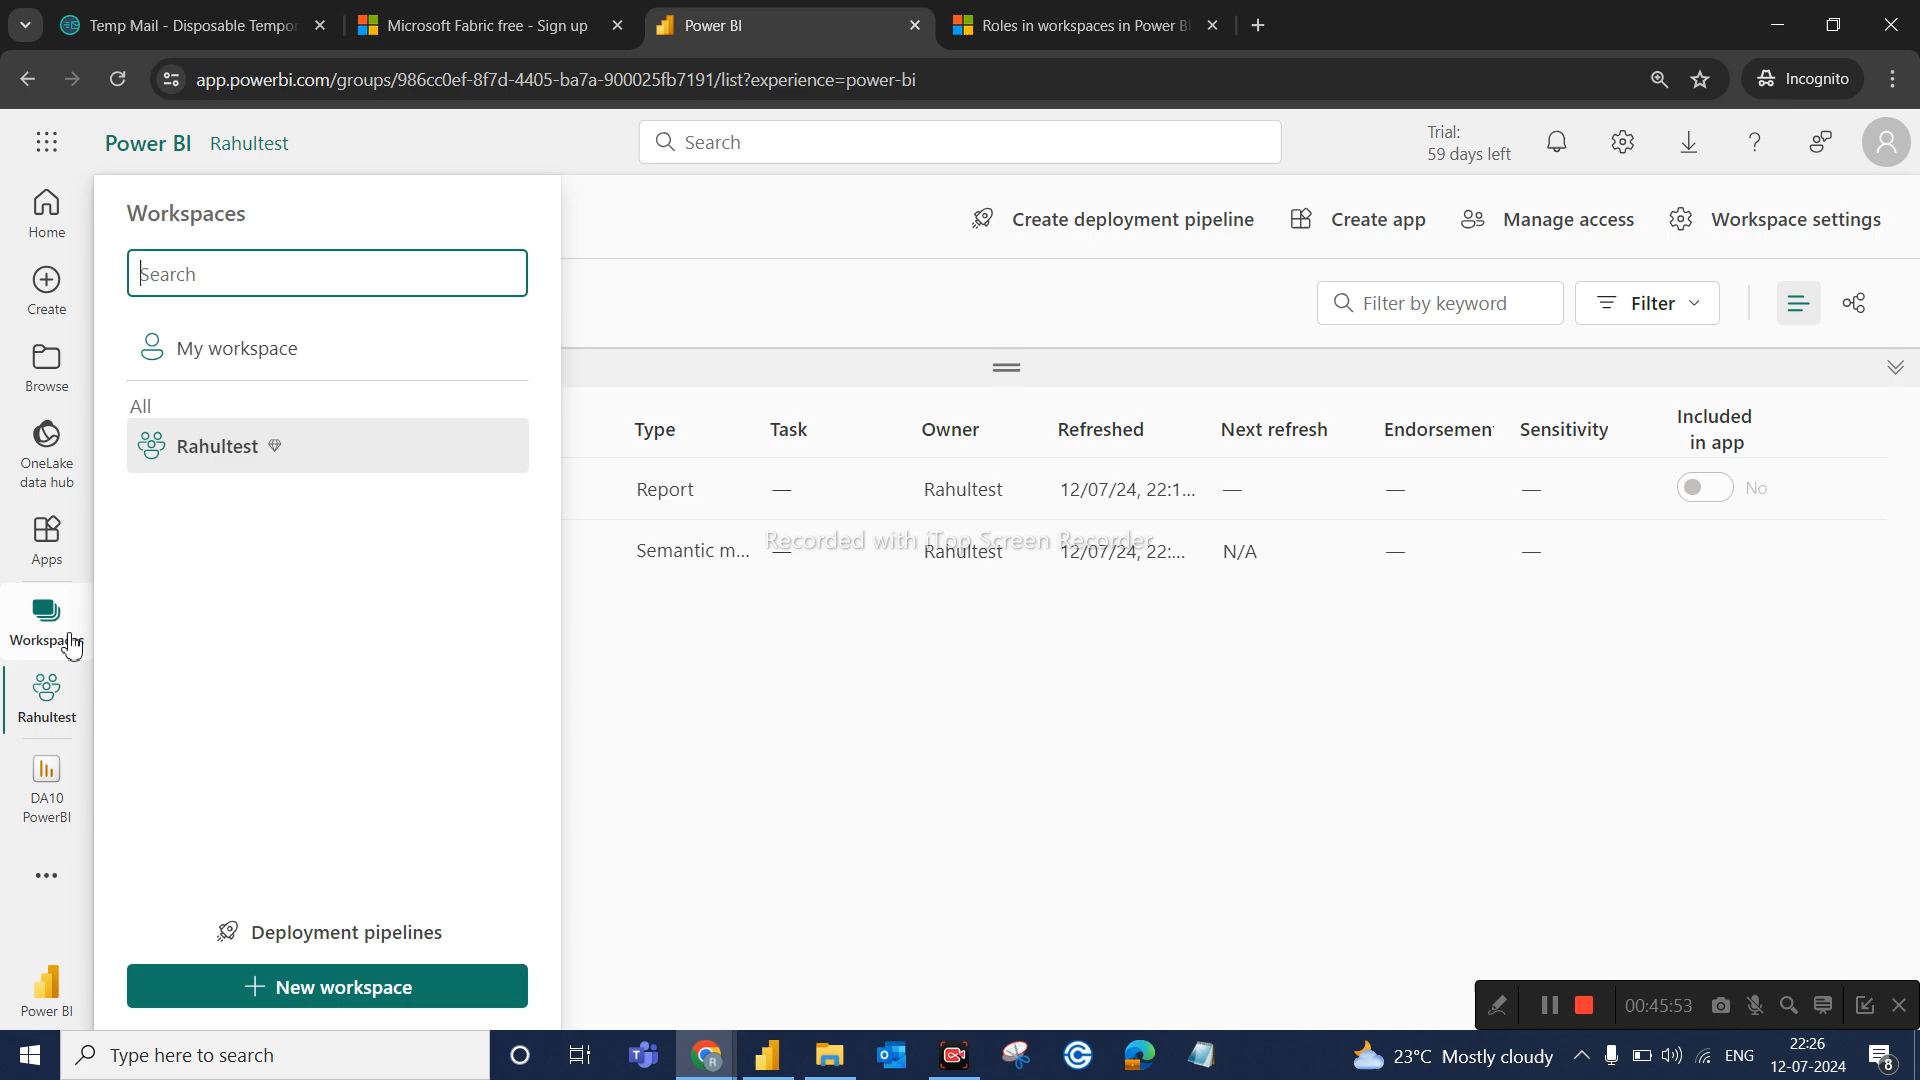 Temp Mail - Disposable Tempor
Microsoft Fabric free - Sign up
Power BI
Roles in workspaces in Power B
app.powerbi.com/groups/986cc0ef-8f7d-4405-ba7a-900025fb7191/list?experience=power-bi
Incognito
Power BI Rahultest
Search
Trial:
59 days left
Home
Create
Browse
OneLake
data hub
Apps
Workspaces
Rahultest
DA10
PowerBI
Power BI
Workspaces
Search
My workspace
All
Rahultest
Deployment pipelines
New workspace
Create deployment pipeline
Create app
Manage access
Workspace settings
Filter by keyword
Filter
Type Task Owner Refreshed Next refresh Endorsemen Sensitivity Included
in app
Report — Rahultest 12/07/24, 22:1... — — — No
Semantic m... — Rahultest 12/07/24, 22:... N/A — —
Recorded with iTop Screen Recorder
00:45:53
Type here to search
23°C Mostly cloudy
ENG
22:26
12-07-2024
8